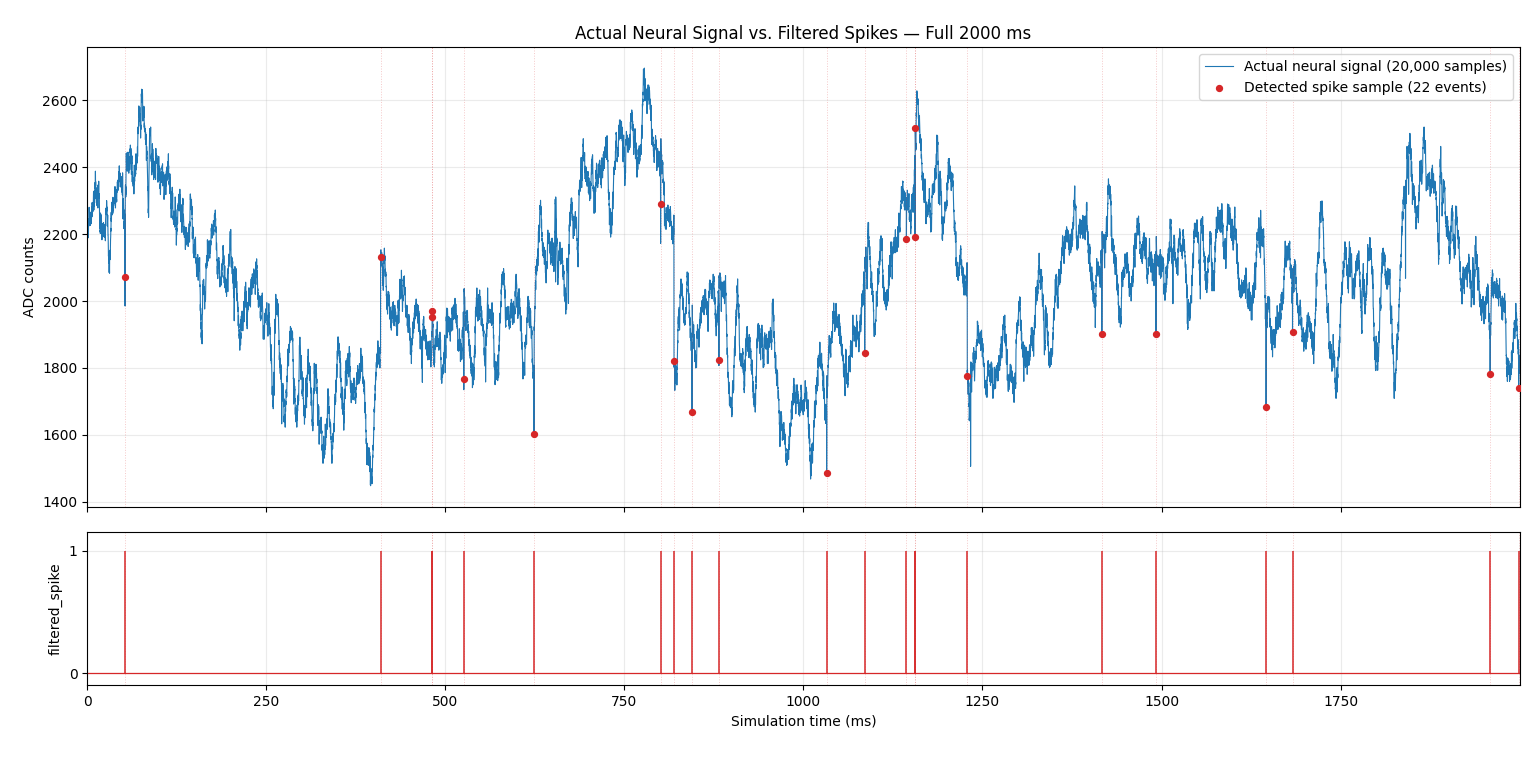 Actual Neural Signal vs. Filtered Spikes — Full 2000 ms
Actual neural signal (20,000 samples)
Detected spike sample (22 events)
2600
2400
2200
2000
1800
1600
1400
ADC counts
1
0
filtered_spike
0 250 500 750 1000 1250 1500 1750
Simulation time (ms)